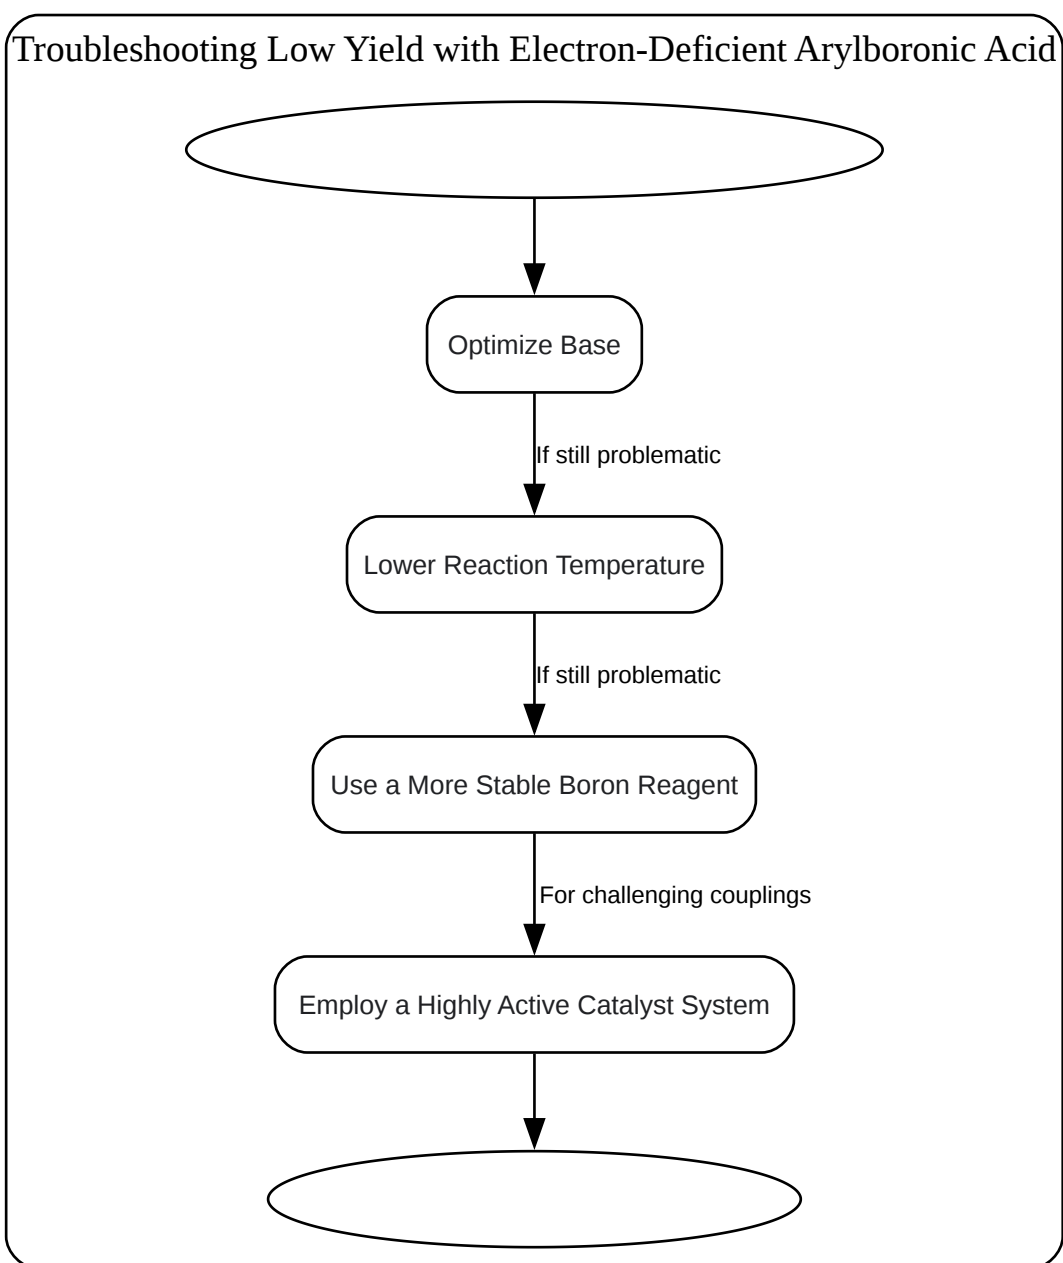 Troubleshooting Low Yield with Electron-Deficient Arylboronic Acid
Optimize Base
If still problematic
Lower Reaction Temperature
If still problematic
Use a More Stable Boron Reagent
For challenging couplings
Employ a Highly Active Catalyst System